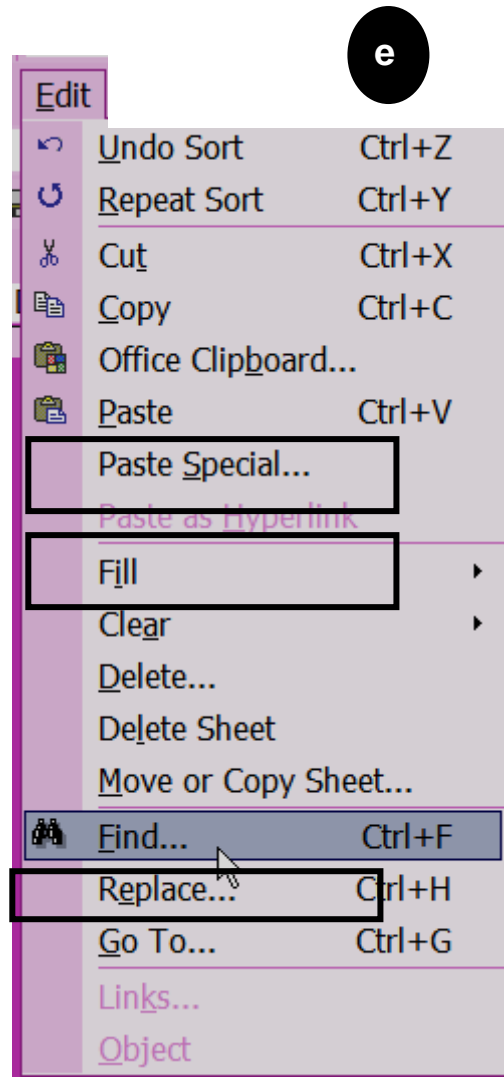 e
Edit
Undo Sort Ctrl+Z
Repeat Sort Ctrl+Y
Cut Ctrl+X
Copy Ctrl+C
Office Clipboard...
Paste Ctrl+V
Paste Special...
Paste as Hyperlink
Fill
Clear
Delete...
Delete Sheet
Move or Copy Sheet...
Find... Ctrl+F
Replace... Ctrl+H
Go To... Ctrl+G
Links...
Object